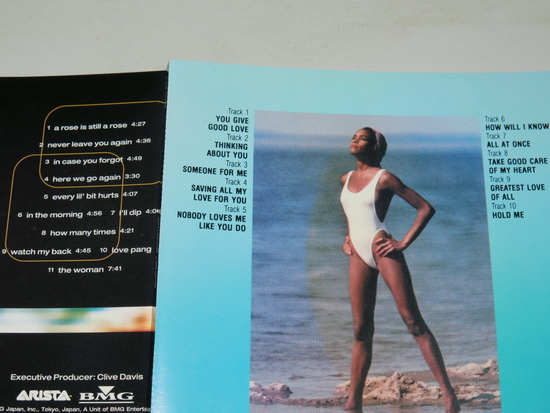 1 a rose is still a rose 4:27
2 never leave you again 4:36
3 in case you forgot 4:49
4 here we go again 3:30
5 every lil' bit hurts 4:07
6 in the morning 4:56 7 i'll dip 4:04
8 how many times 4:21
9 watch my back 4:45 10 love pang
11 the woman 7:41
Executive Producer: Clive Davis
ARISTA BMG
G Japan, Inc., Tokyo, Japan, A Unit of BMG Enterta
Track 1
YOU GIVE
GOOD LOVE
Track 2
THINKING
ABOUT YOU
Track 3
SOMEONE FOR ME
Track 4
SAVING ALL MY
LOVE FOR YOU
Track 5
NOBODY LOVES ME
LIKE YOU DO
Track 6
HOW WILL I KNOW
Track 7
ALL AT ONCE
Track 8
TAKE GOOD CARE
OF MY HEART
Track 9
GREATEST LOVE
OF ALL
Track 10
HOLD ME